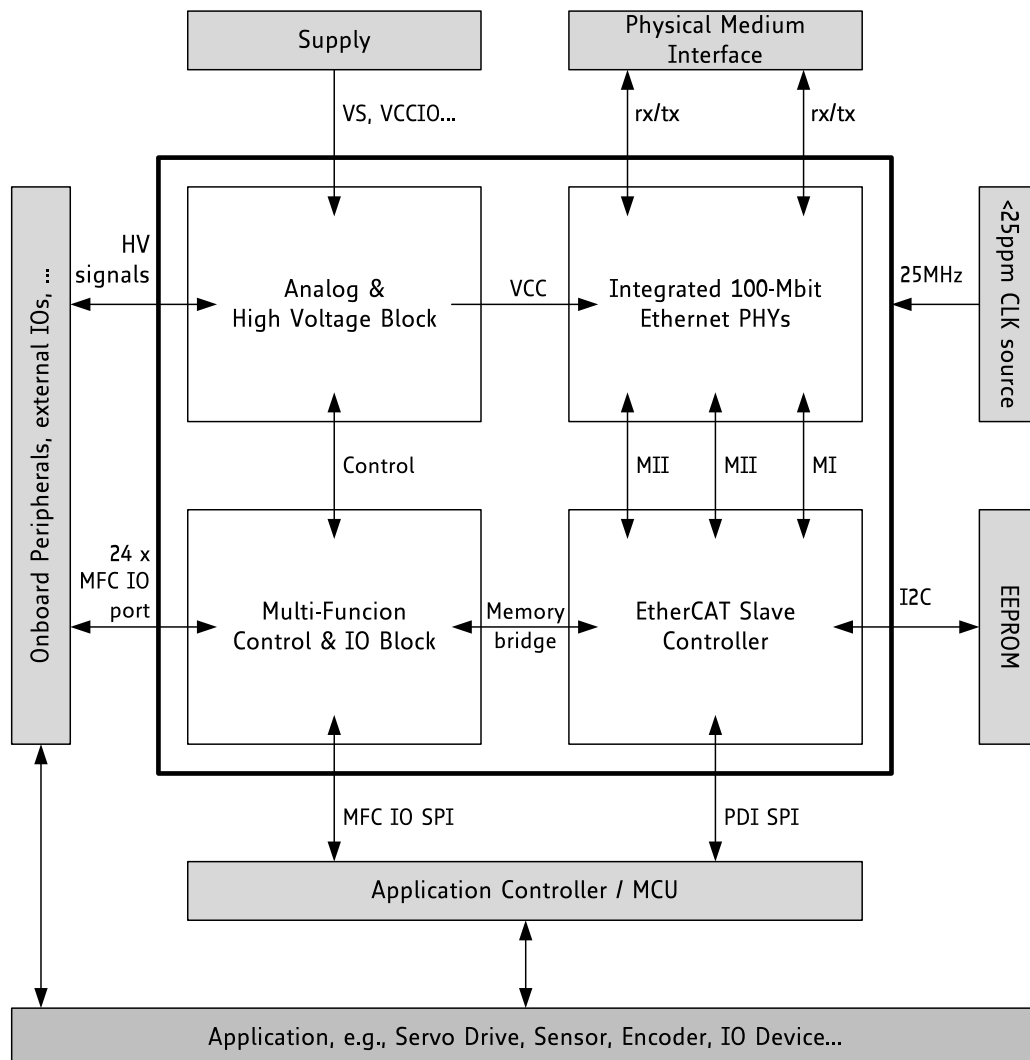 Supply
Physical Medium
Interface
VS, VCCIO...
rx/tx
rx/tx
Onboard Peripherals, external IOs, ...
HV
signals
Analog &
High Voltage Block
VCC
Integrated 100-Mbit
Ethernet PHYs
25MHz
<25ppm CLK source
Control
MII
MII
MI
24 x
MFC IO
port
Multi-Funcion
Control & IO Block
Memory
bridge
EtherCAT Slave
Controller
I2C
EEPROM
MFC IO SPI
PDI SPI
Application Controller / MCU
Application, e.g., Servo Drive, Sensor, Encoder, IO Device...